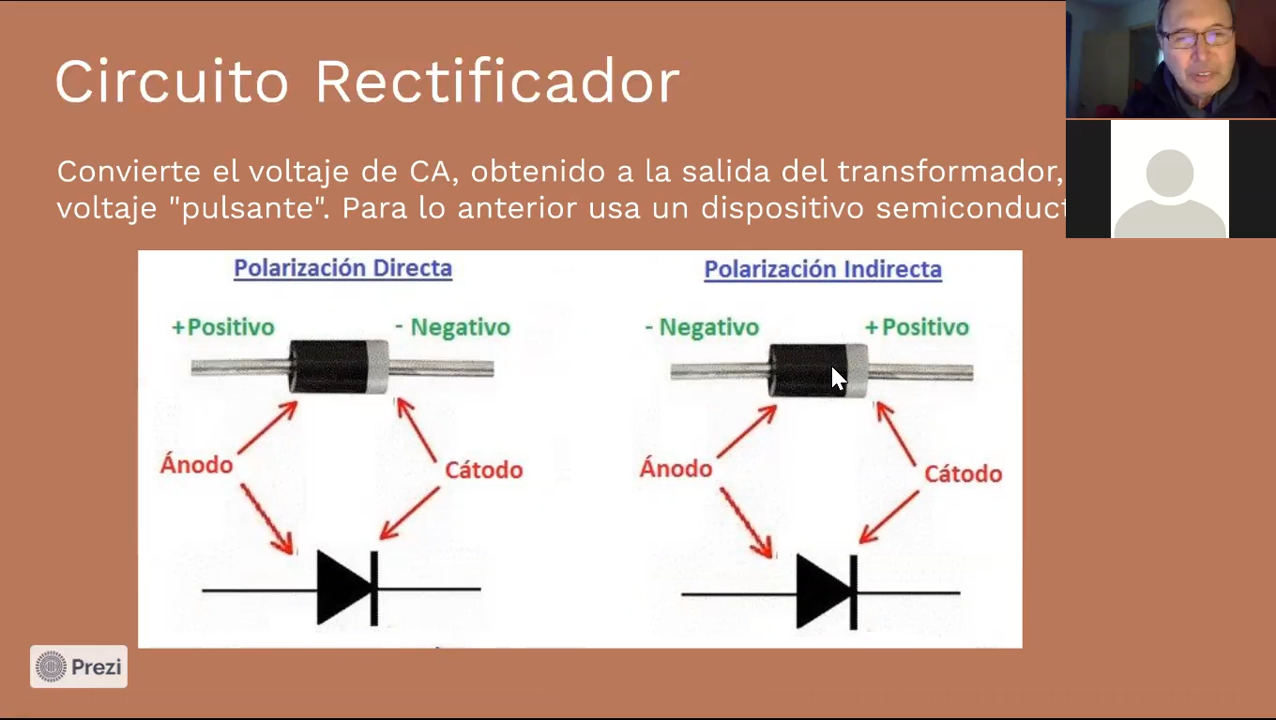 Circuito Rectificador
Convierte el voltaje de CA, obtenido a la salida del transformador,
voltaje "pulsante". Para lo anterior usa un dispositivo
Polarización Directa
+Positivo - Negativo
Ánodo
Cátodo
Polarización Indirecta
- Negativo +Positivo
Ánodo
Cátodo
Prezi